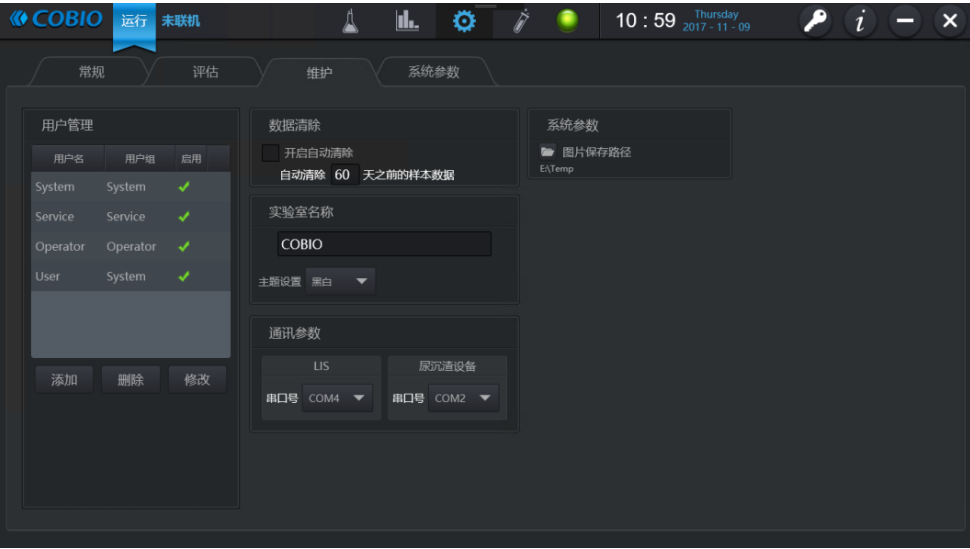 COBIO 运行 未联机 10 : 59 Thursday
2017 - 11 - 09
常规 评估 维护 系统参数
用户管理
用户名 用户组 启用
System System
Service Service
Operator Operator
User System
添加 删除 修改
数据清除
开启自动清除
自动清除 60 天之前的样本数据
实验室名称
COBIO
主题设置 黑白
通讯参数
LIS
串口号 COM4
尿沉渣设备
串口号 COM2
系统参数
图片保存路径
E:\Temp